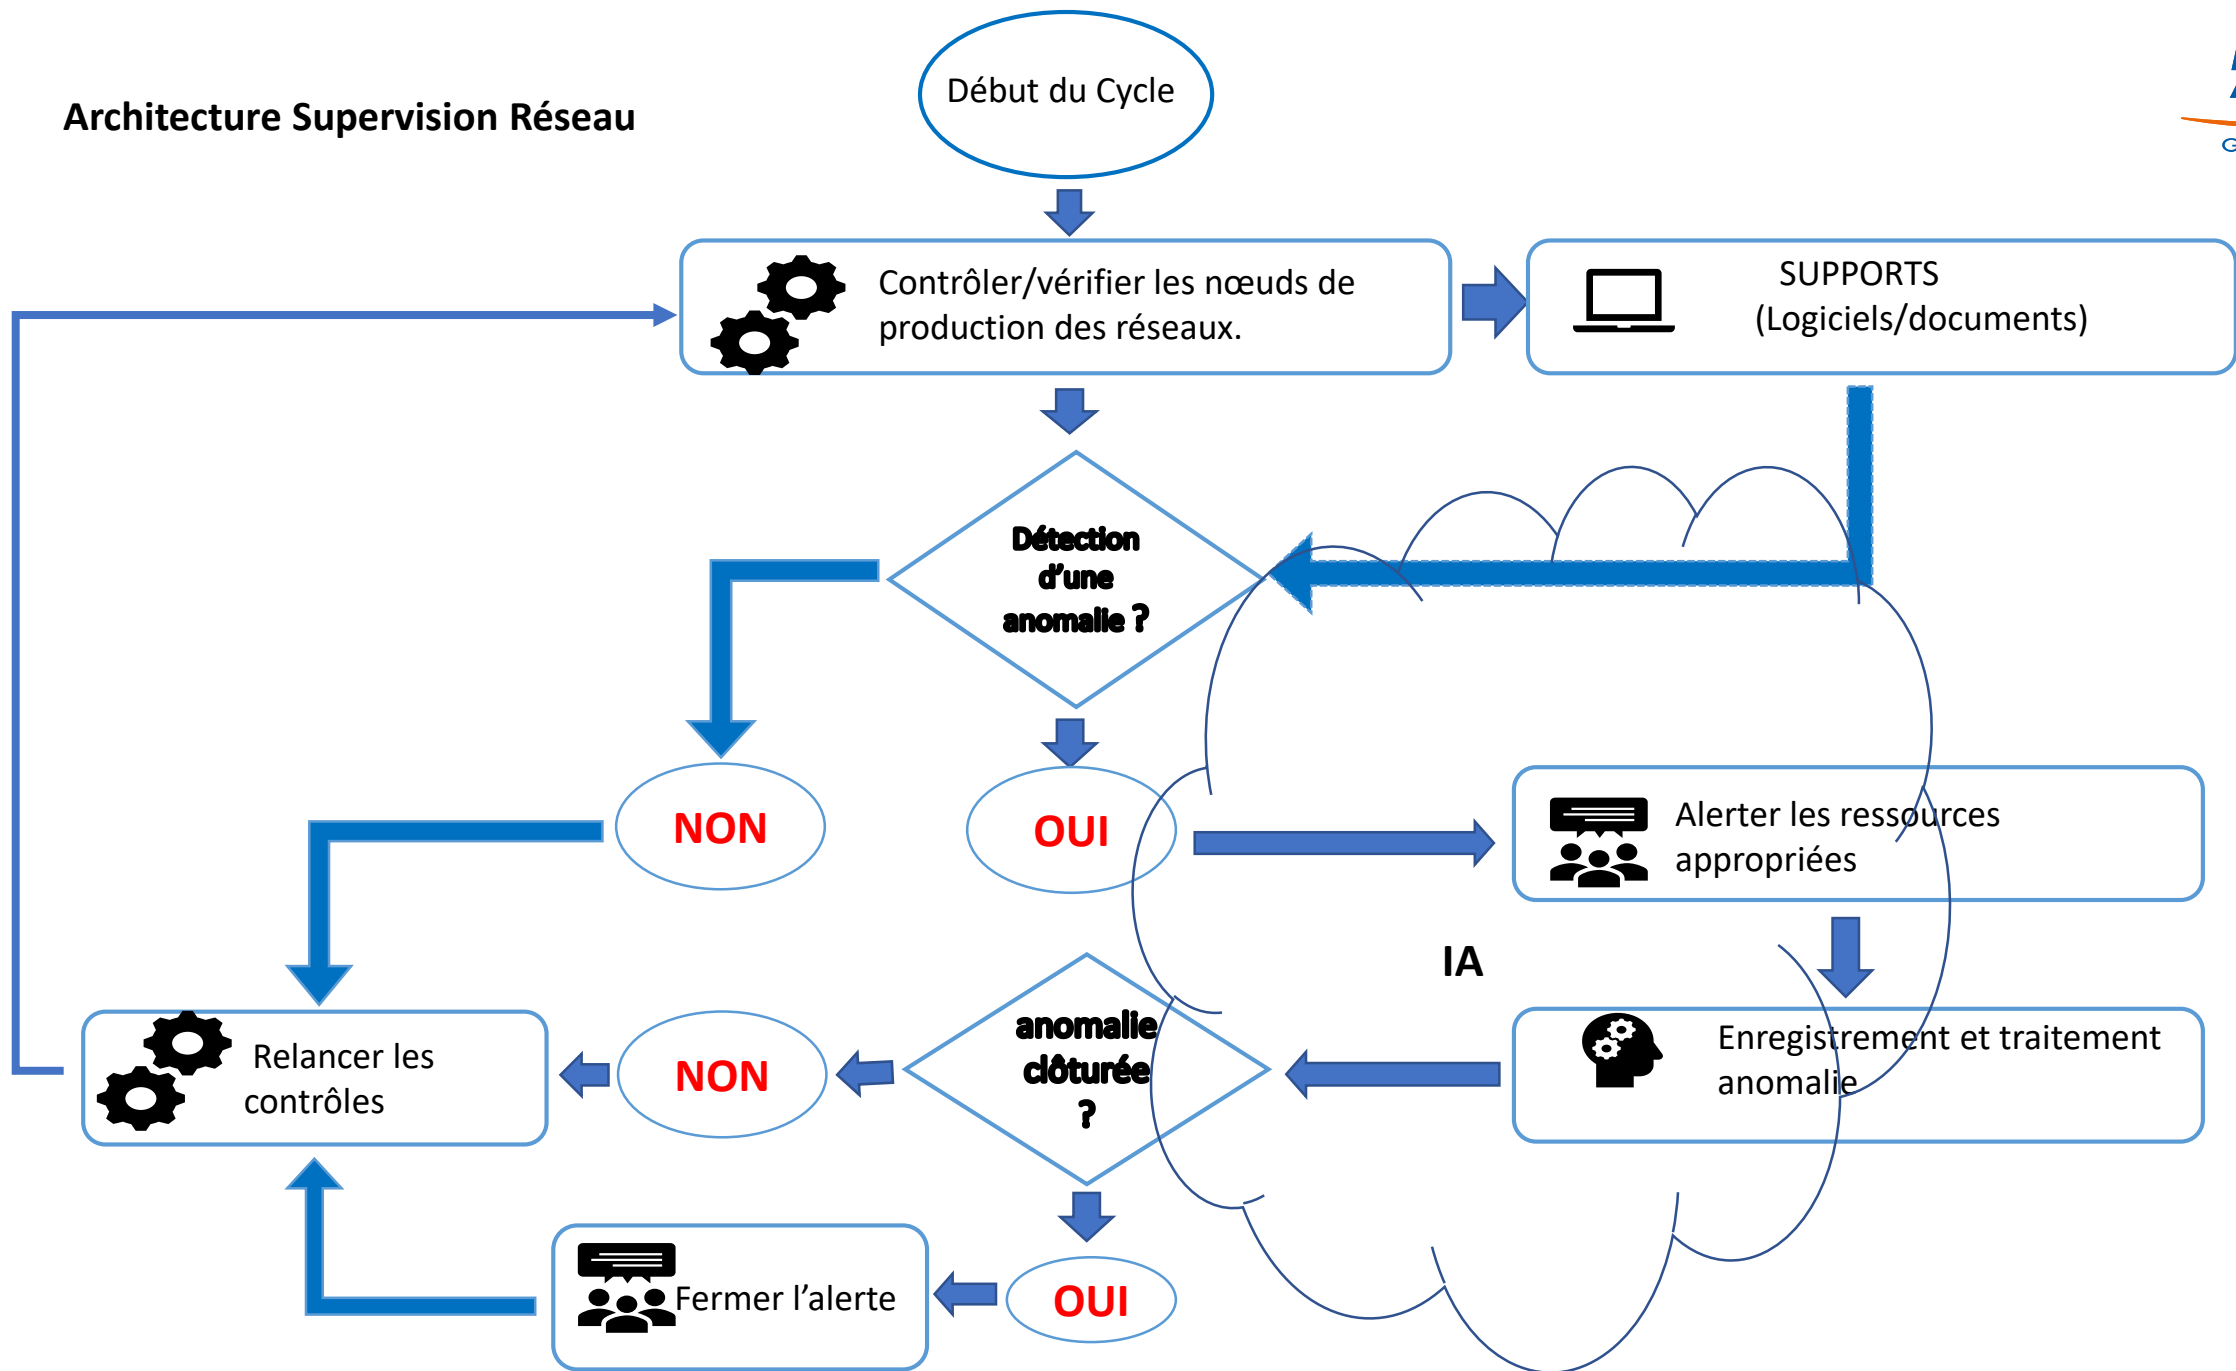 Architecture Supervision Réseau
Début du Cycle
Contrôler/vérifier les nœuds de
production des réseaux.
SUPPORTS
(Logiciels/documents)
Détection
d'une
anomalie ?
NON
OUI
Alerter les ressources
appropriées
IA
Relancer les
contrôles
NON
anomalie
clôturée
?
Enregistrement et traitement
anomalie
Fermer l'alerte
OUI